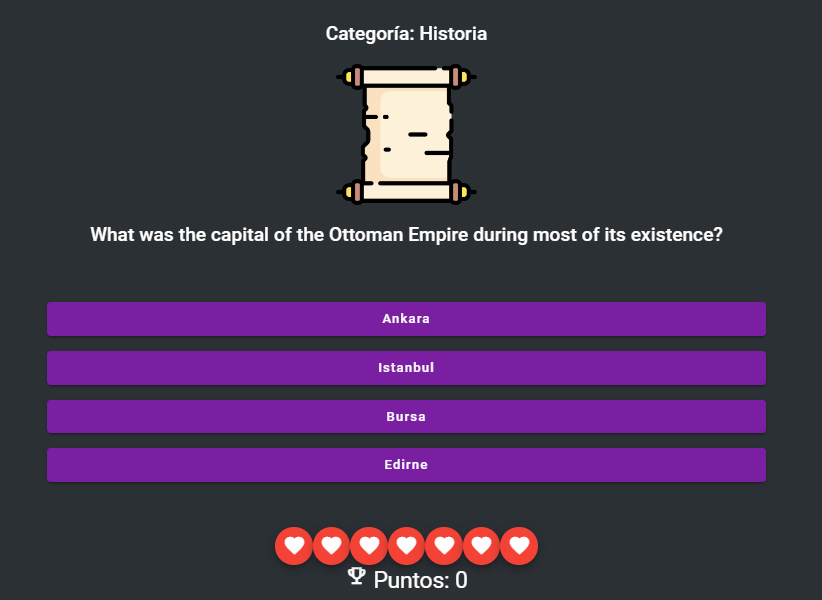 Categoría: Historia
What was the capital of the Ottoman Empire during most of its existence?
Ankara
Istanbul
Bursa
Edirne
Puntos: 0